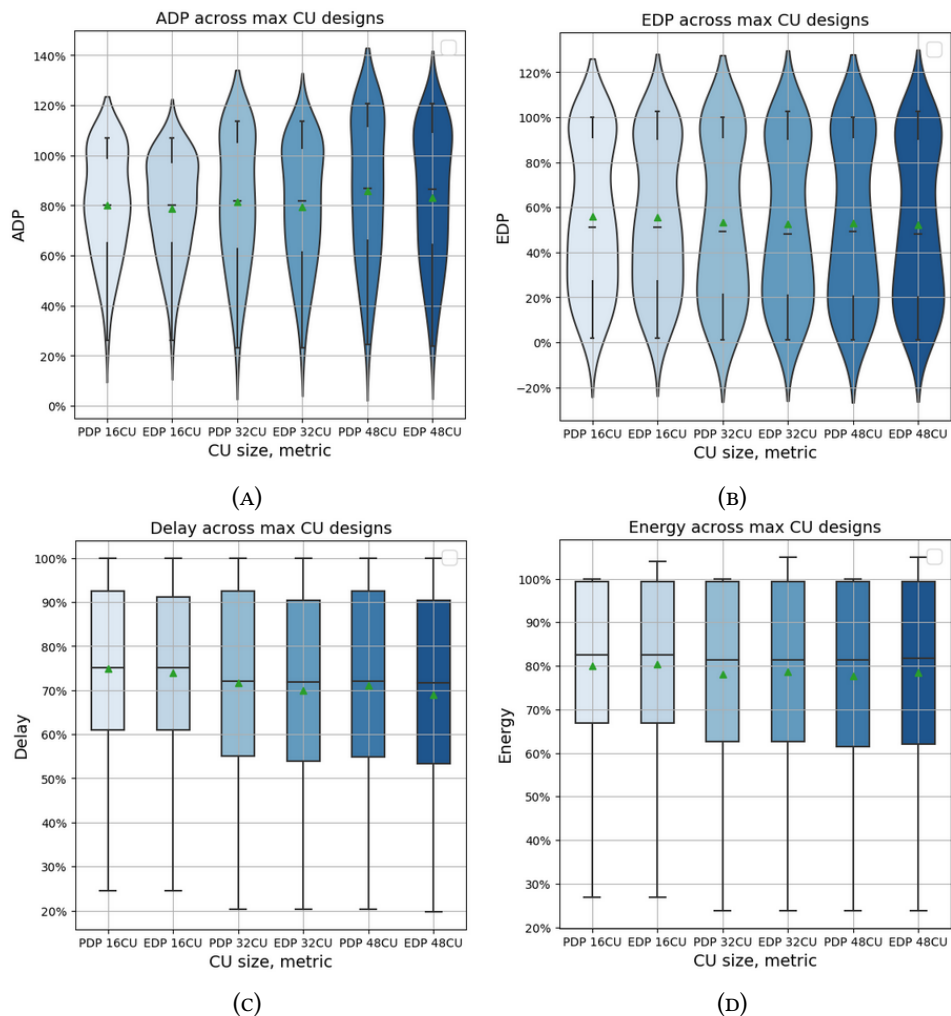 ADP across max CU designs
ADP
140%
120%
100%
80%
60%
40%
20%
0%
PDP 16CU EDP 16CU PDP 32CU EDP 32CU PDP 48CU EDP 48CU
CU size, metric
(A)
EDP across max CU designs
EDP
120%
100%
80%
60%
40%
20%
0%
−20%
PDP 16CU EDP 16CU PDP 32CU EDP 32CU PDP 48CU EDP 48CU
CU size, metric
(B)
Delay across max CU designs
Delay
100%
90%
80%
70%
60%
50%
40%
30%
20%
PDP 16CU EDP 16CU PDP 32CU EDP 32CU PDP 48CU EDP 48CU
CU size, metric
(C)
Energy across max CU designs
Energy
100%
90%
80%
70%
60%
50%
40%
30%
20%
PDP 16CU EDP 16CU PDP 32CU EDP 32CU PDP 48CU EDP 48CU
CU size, metric
(D)